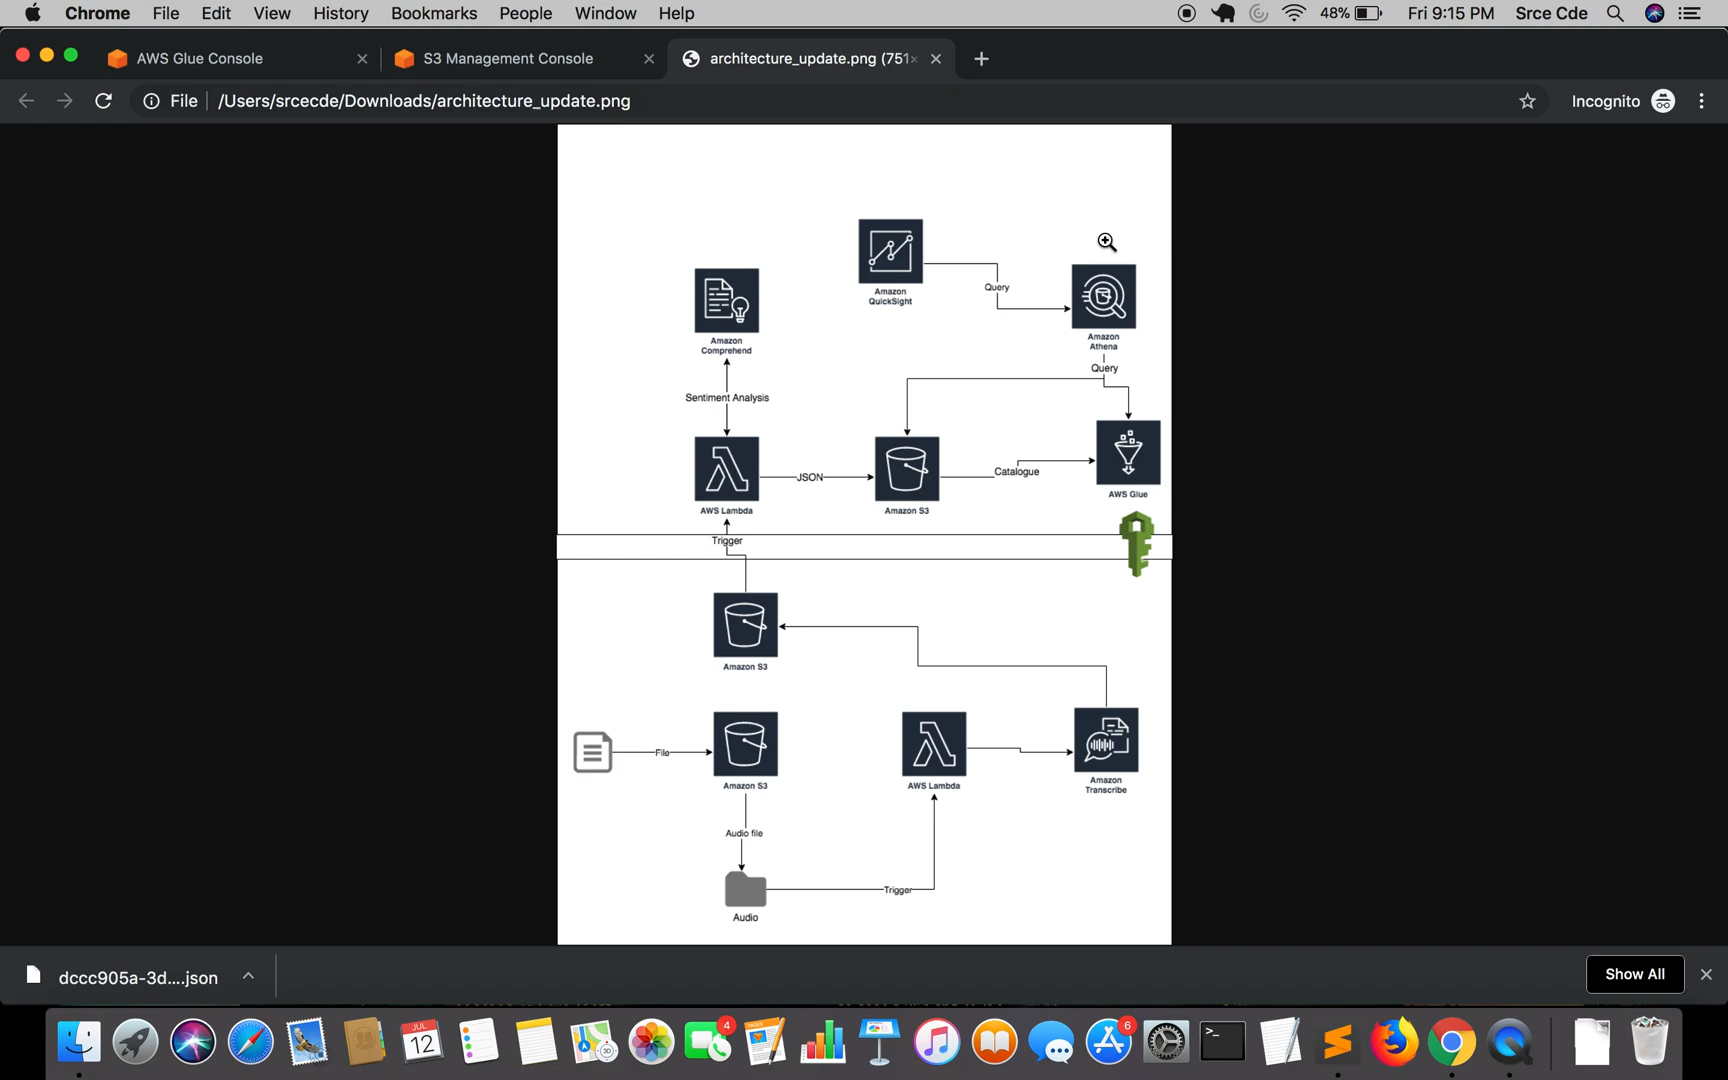 Chrome File Edit View History Bookmarks People Window Help 48% Fri 9:15 PM Srce Cde
AWS Glue Console S3 Management Console architecture_update.png (751×
File /Users/srcecde/Downloads/architecture_update.png Incognito
Amazon
QuickSight
Query
Amazon
Athena
Amazon
Comprehend
Query
Sentiment Analysis
JSON
Catalogue
AWS Glue
AWS Lambda
Amazon S3
Trigger
Amazon S3
File
Amazon S3
AWS Lambda
Amazon
Transcribe
Audio file
Trigger
Audio
dccc905a-3d....json
Show All
4
JUL
12
3D
6
>_